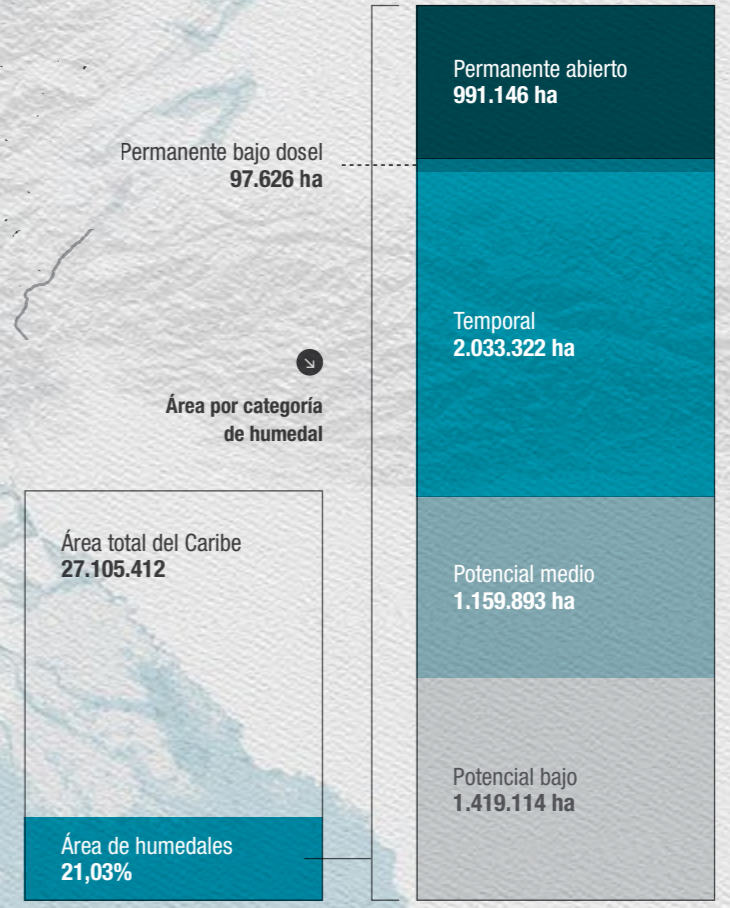 Permanente abierto
991.146 ha
Permanente bajo dosel
97.626 ha
Temporal
2.033.322 ha
Área por categoría
de humedal
Área total del Caribe
27.105.412
Potencial medio
1.159.893 ha
Potencial bajo
1.419.114 ha
Área de humedales
21,03%